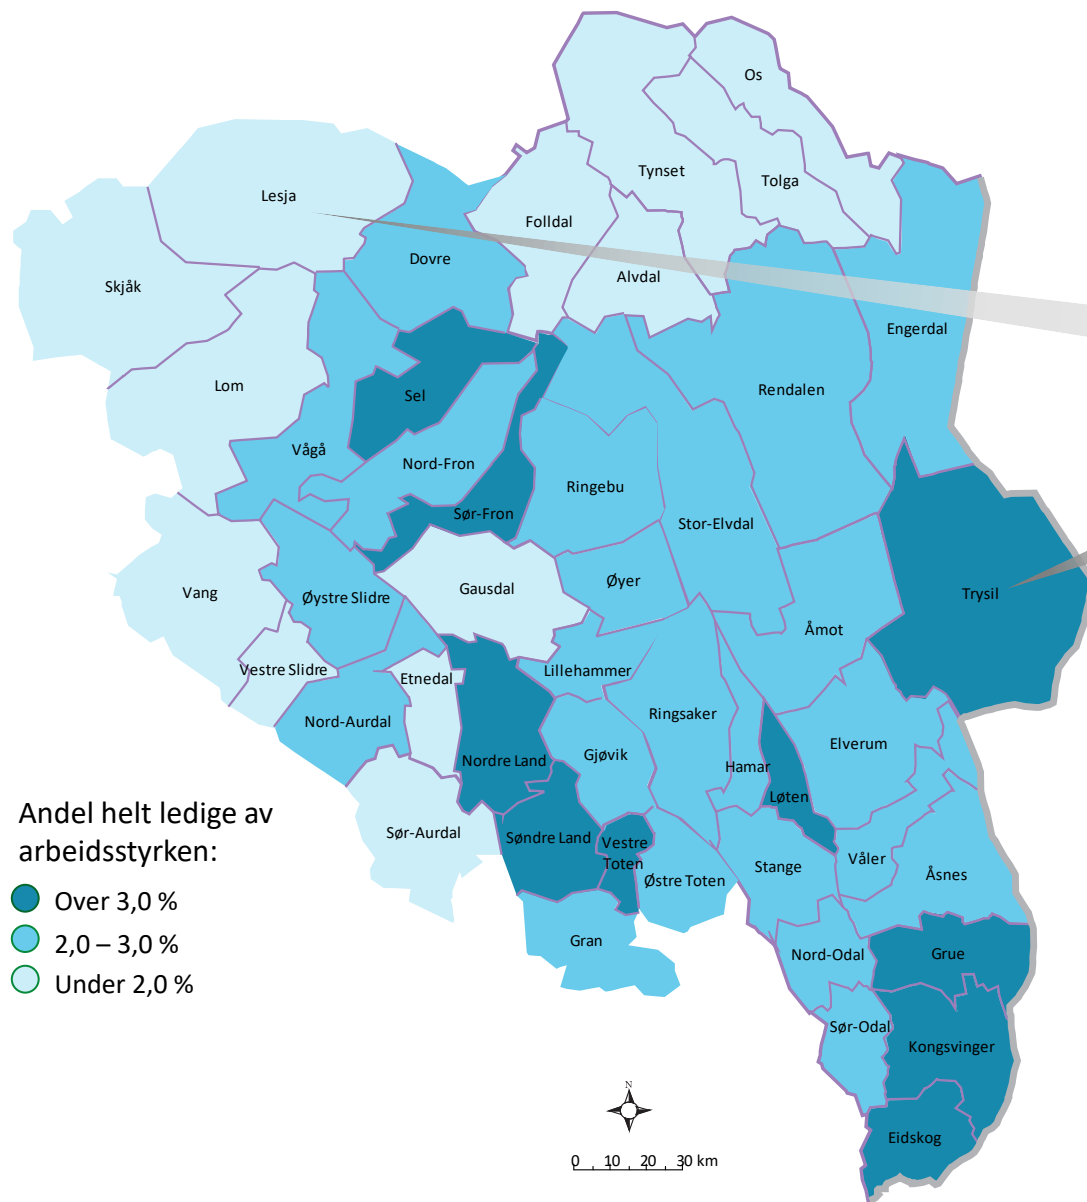 Os
Tynset
Tolga
Lesja
Folldal
Dovre
Alvdal
Skjåk
Engerdal
Lom
Sel
Rendalen
Vågå
Nord-Fron
Ringebu
Sør-Fron
Stor-Elvdal
Vang
Øystre Slidre
Gausdal
Øyer
Trysil
Åmot
Vestre Slidre
Etnedal
Lillehammer
Nord-Aurdal
Ringsaker
Elverum
Nordre Land
Gjøvik
Hamar
Løten
Sør-Aurdal
Søndre Land
Vestre
Toten
Østre Toten
Stange
Våler
Åsnes
Gran
Nord-Odal
Grue
Sør-Odal
Kongsvinger
Eidskog
Andel helt ledige av
arbeidsstyrken:
Over 3,0 %
2,0 – 3,0 %
Under 2,0 %
N
0 10 20 30 km